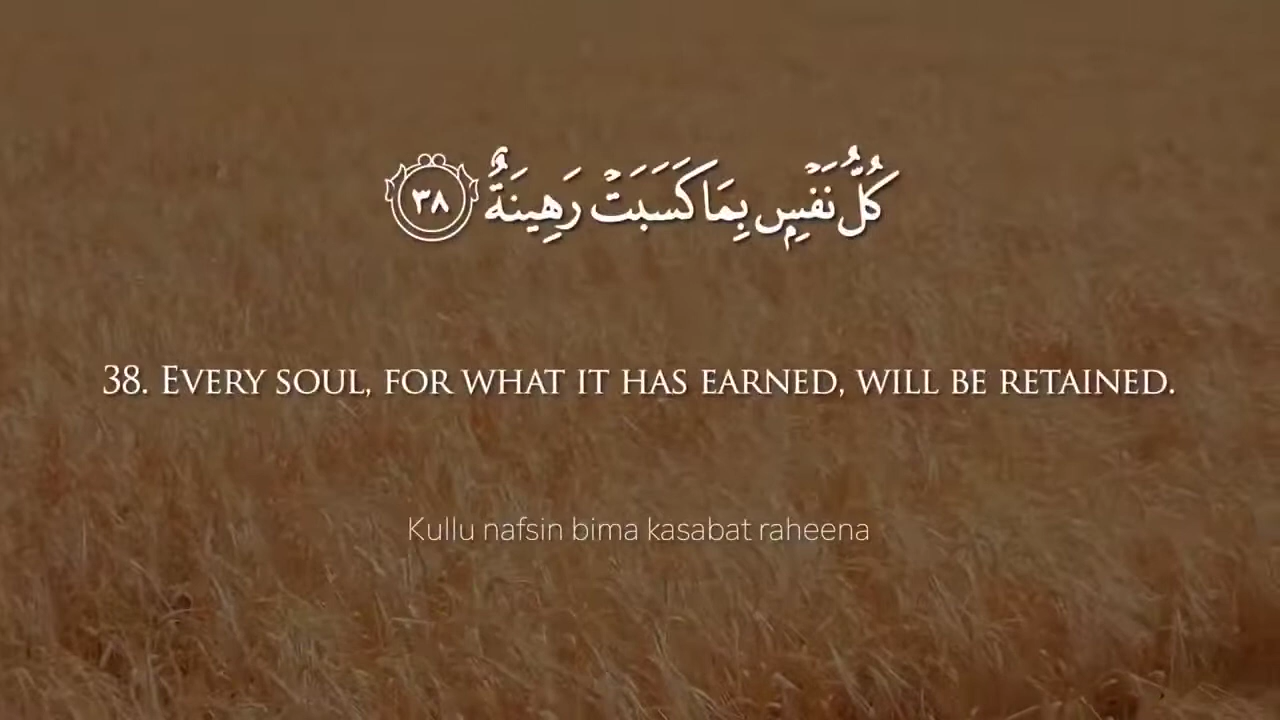 كُلُّ نَفْسٍۭ بِمَا كَسَبَتْ رَهِينَةٌ ٣٨
38. EVERY SOUL, FOR WHAT IT HAS EARNED, WILL BE RETAINED.
Kullu nafsin bima kasabat raheena